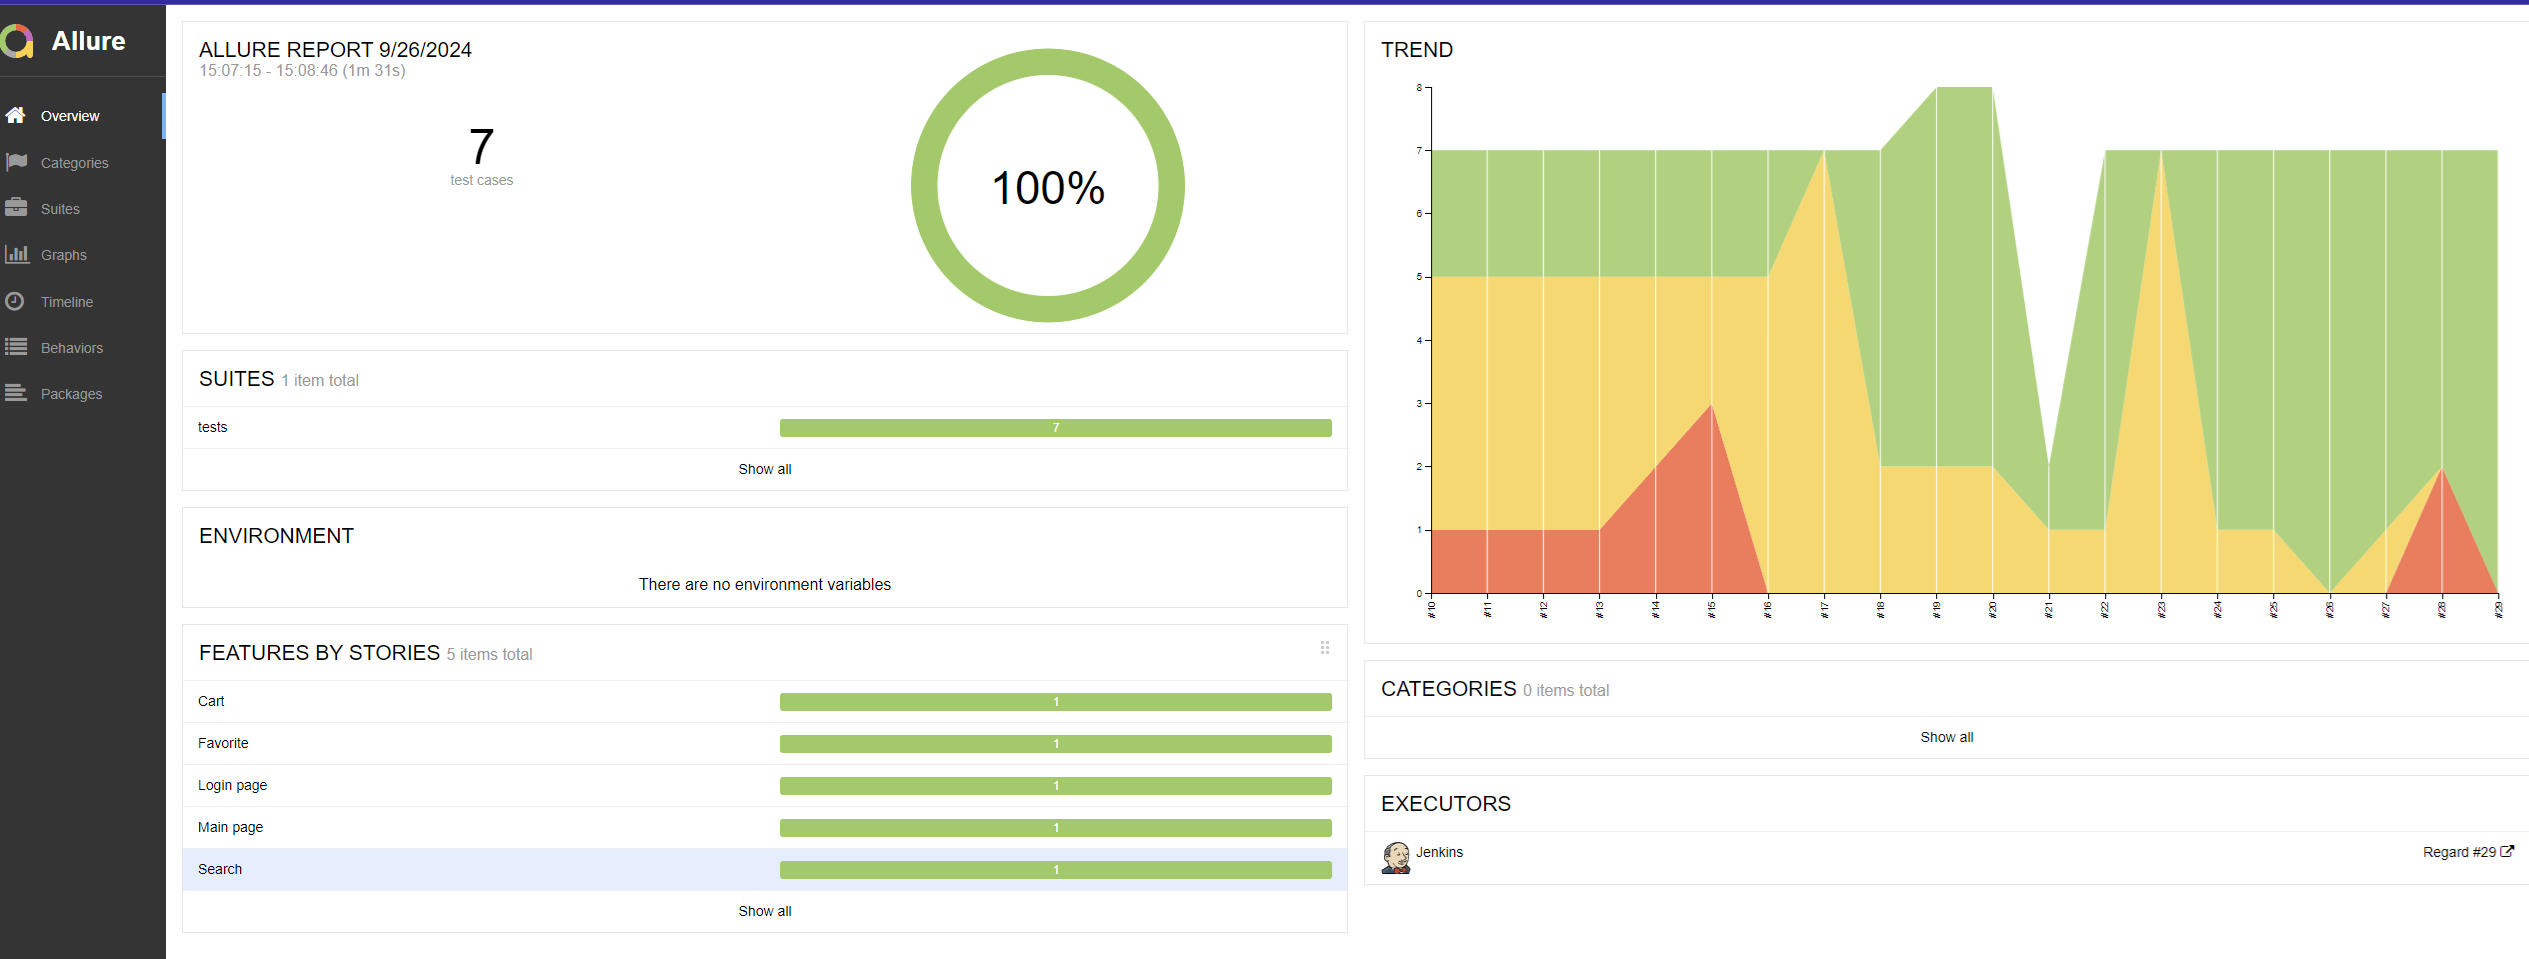 Allure
Overview
Categories
Suites
Graphs
Timeline
Behaviors
Packages
ALLURE REPORT 9/26/2024
15:07:15 - 15:08:46 (1m 31s)
7
test cases
100%
SUITES 1 item total
tests 7
Show all
ENVIRONMENT
There are no environment variables
FEATURES BY STORIES 5 items total
Cart 1
Favorite 1
Login page 1
Main page 1
Search 1
Show all
TREND
8
7
6
5
4
3
2
1
0
#10 #11 #12 #13 #14 #15 #16 #17 #18 #19 #20 #21 #22 #23 #24 #25 #26 #27 #28 #29
CATEGORIES 0 items total
Show all
EXECUTORS
Jenkins Regard #29